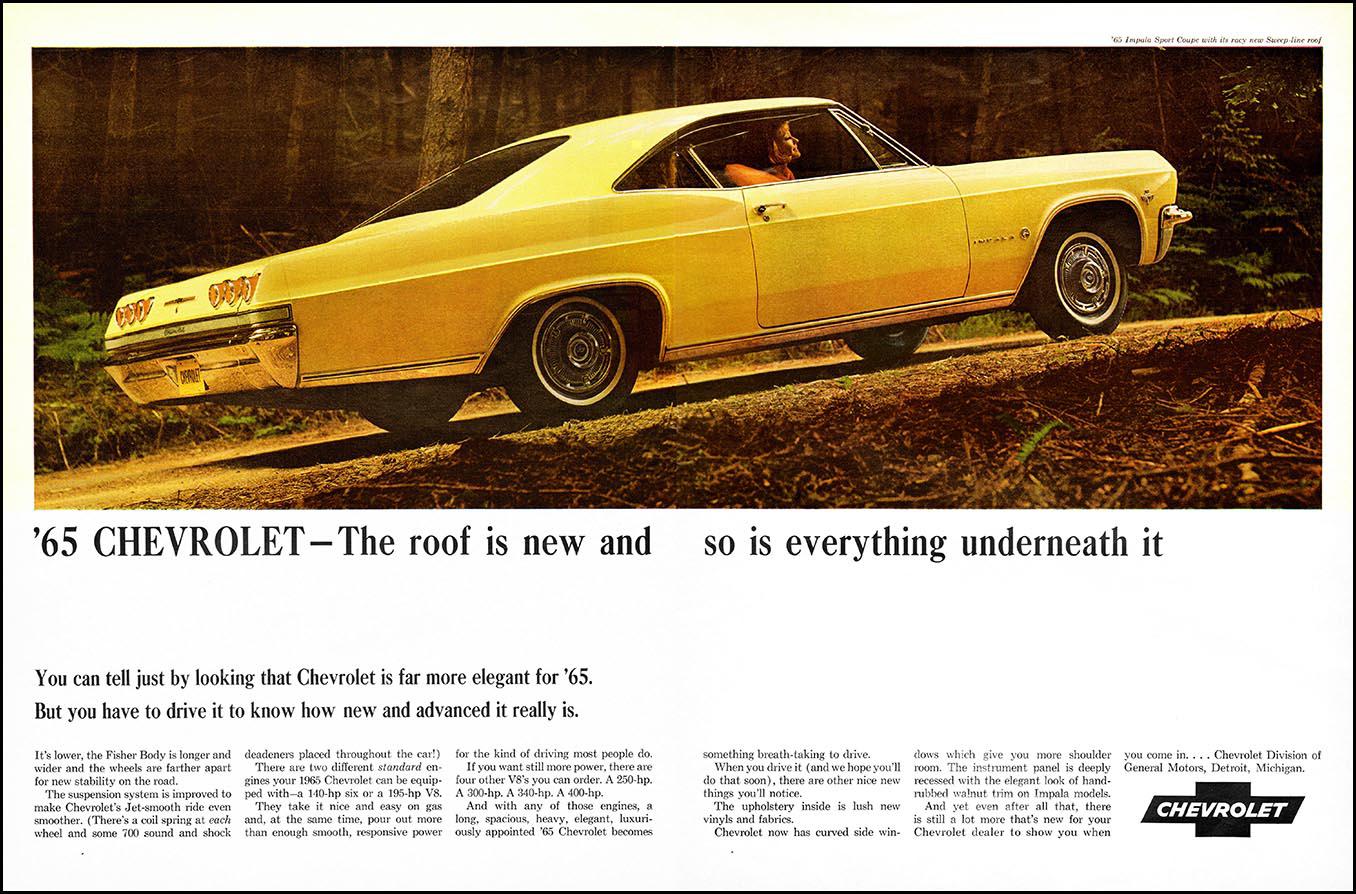 '65 Impala Sport Coupe with its racy new Sweep-line roof
IMPALA
Chevrolet
CHEVROLET
'65 CHEVROLET—The roof is new and so is everything underneath it
You can tell just by looking that Chevrolet is far more elegant for '65.
But you have to drive it to know how new and advanced it really is.
It's lower, the Fisher Body is longer and
wider and the wheels are farther apart
for new stability on the road.
The suspension system is improved to
make Chevrolet's Jet-smooth ride even
smoother. (There's a coil spring at each
wheel and some 700 sound and shock
deadeners placed throughout the car!)
There are two different standard en-
gines your 1965 Chevrolet can be equip-
ped with—a 140-hp six or a 195-hp V8.
They take it nice and easy on gas
and, at the same time, pour out more
than enough smooth, responsive power
for the kind of driving most people do.
If you want still more power, there are
four other V8's you can order. A 250-hp.
A 300-hp. A 340-hp. A 400-hp.
And with any of those engines, a
long, spacious, heavy, elegant, luxuri-
ously appointed '65 Chevrolet becomes
something breath-taking to drive.
When you drive it (and we hope you'll
do that soon), there are other nice new
things you'll notice.
The upholstery inside is lush new
vinyls and fabrics.
Chevrolet now has curved side win-
dows which give you more shoulder
room. The instrument panel is deeply
recessed with the elegant look of hand-
rubbed walnut trim on Impala models.
And yet even after all that, there
is still a lot more that's new for your
Chevrolet dealer to show you when
you come in. . . . Chevrolet Division of
General Motors, Detroit, Michigan.
CHEVROLET